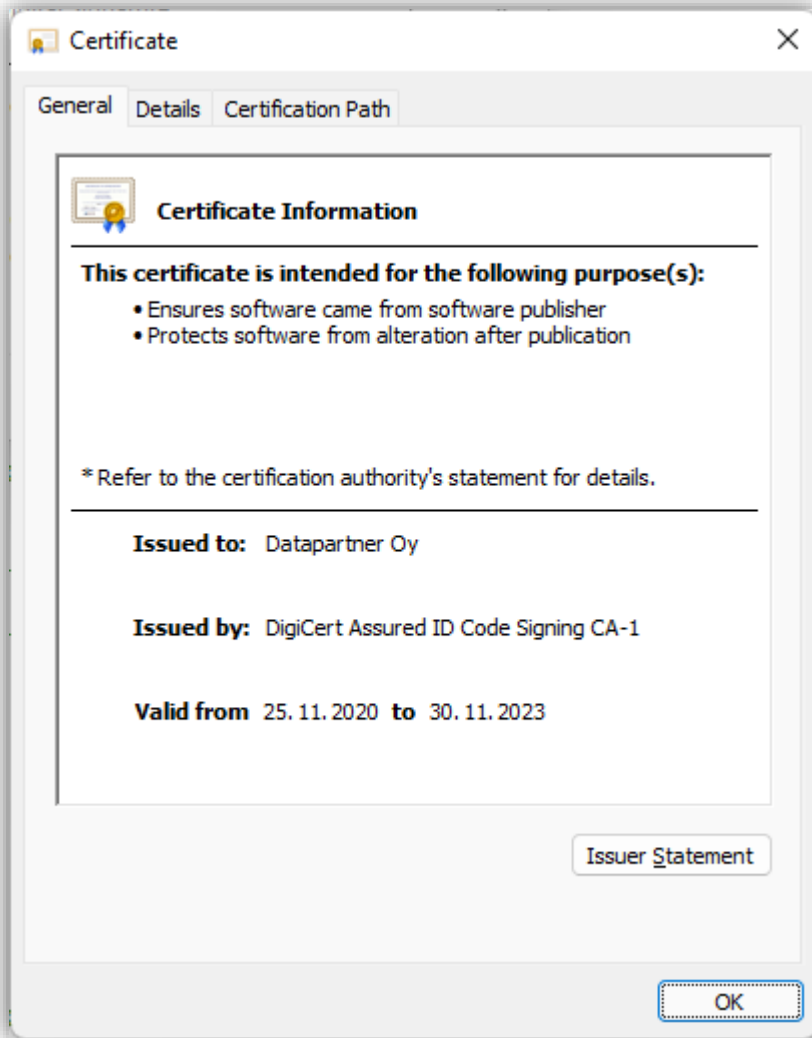 Certificate
General Details Certification Path
Certificate Information
This certificate is intended for the following purpose(s):
• Ensures software came from software publisher
• Protects software from alteration after publication
* Refer to the certification authority's statement for details.
Issued to: Datapartner Oy
Issued by: DigiCert Assured ID Code Signing CA-1
Valid from 25.11.2020 to 30.11.2023
Issuer Statement
OK